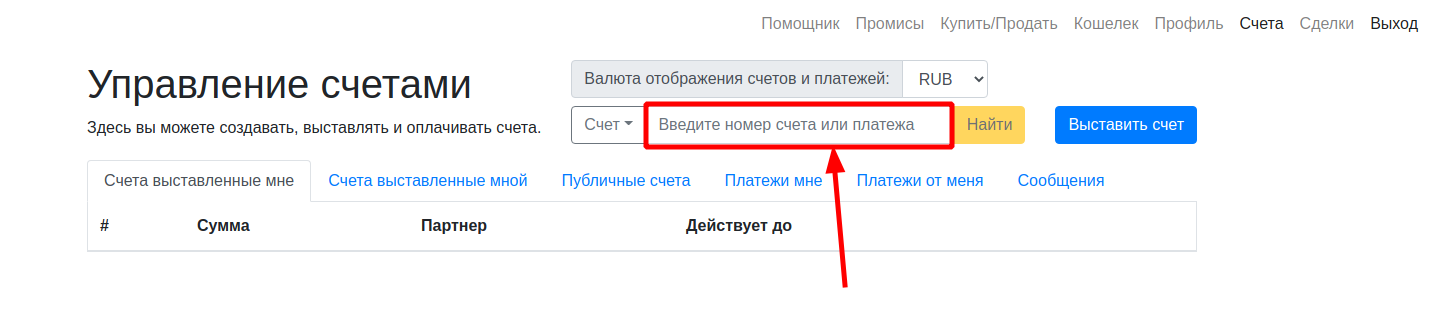 Помощник Промисы Купить/Продать Кошелек Профиль Счета Сделки Выход
Управление счетами
Валюта отображения счетов и платежей: RUB
Здесь вы можете создавать, выставлять и оплачивать счета.
Счет Введите номер счета или платежа Найти Выставить счет
Счета выставленные мне Счета выставленные мной Публичные счета Платежи мне Платежи от меня Сообщения
# Сумма Партнер Действует до